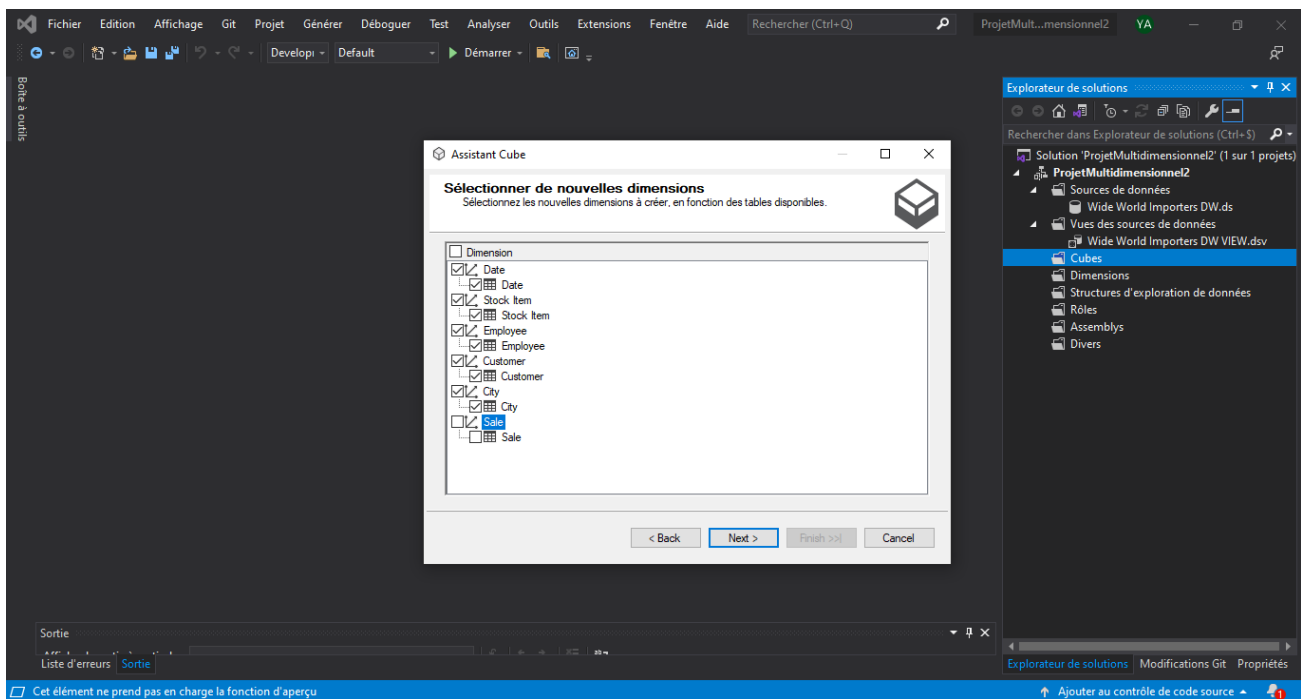 Fichier Edition Affichage Git Projet Générer Déboguer Test Analyser Outils Extensions Fenêtre Aide Rechercher (Ctrl+Q) ProjetMult...mensionnel2 YA
Developı Default Démarrer
Boîte à outils
Explorateur de solutions
Rechercher dans Explorateur de solutions (Ctrl+$)
Solution 'ProjetMultidimensionnel2' (1 sur 1 projets)
ProjetMultidimensionnel2
Sources de données
Wide World Importers DW.ds
Vues des sources de données
Wide World Importers DW VIEW.dsv
Cubes
Dimensions
Structures d'exploration de données
Rôles
Assemblys
Divers
Assistant Cube
Sélectionner de nouvelles dimensions
Sélectionnez les nouvelles dimensions à créer, en fonction des tables disponibles.
Dimension
Date
Date
Stock Item
Stock Item
Employee
Employee
Customer
Customer
City
City
Sale
Sale
< Back Next > Finish >>| Cancel
Sortie
Liste d'erreurs Sortie
Explorateur de solutions Modifications Git Propriétés
Cet élément ne prend pas en charge la fonction d'aperçu Ajouter au contrôle de code source 1